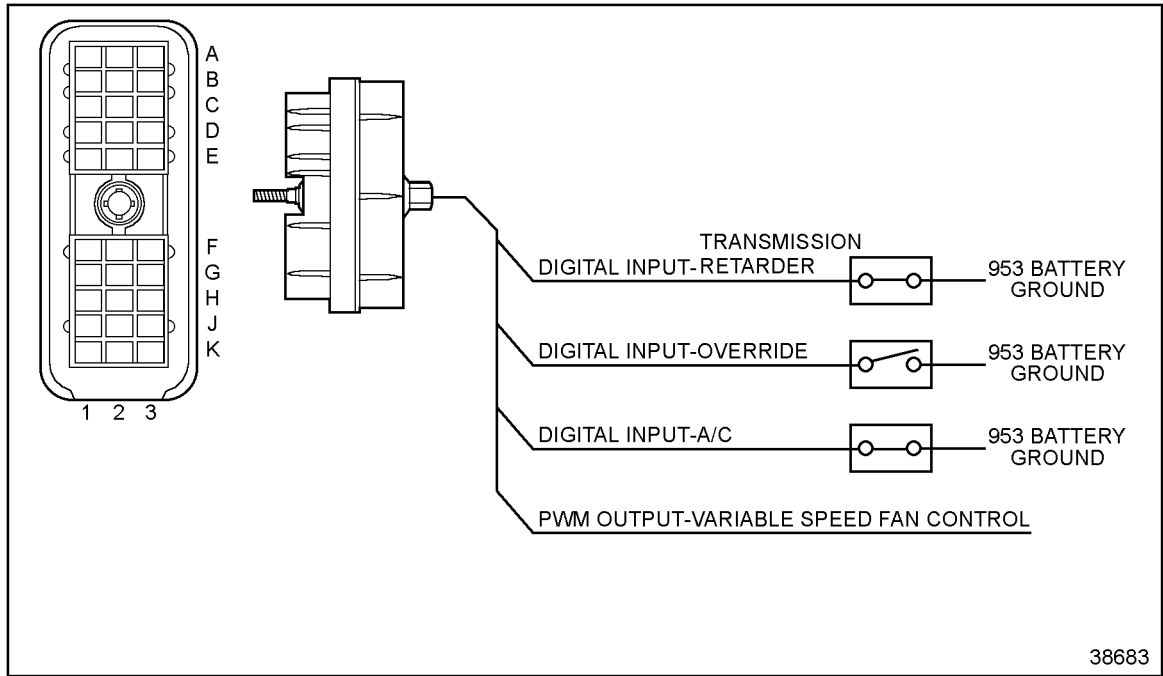 A
B
C
D
E
F
G
H
J
K
1 2 3
TRANSMISSION
DIGITAL INPUT-RETARDER
953 BATTERY
GROUND
DIGITAL INPUT-OVERRIDE
953 BATTERY
GROUND
DIGITAL INPUT-A/C
953 BATTERY
GROUND
PWM OUTPUT-VARIABLE SPEED FAN CONTROL
38683